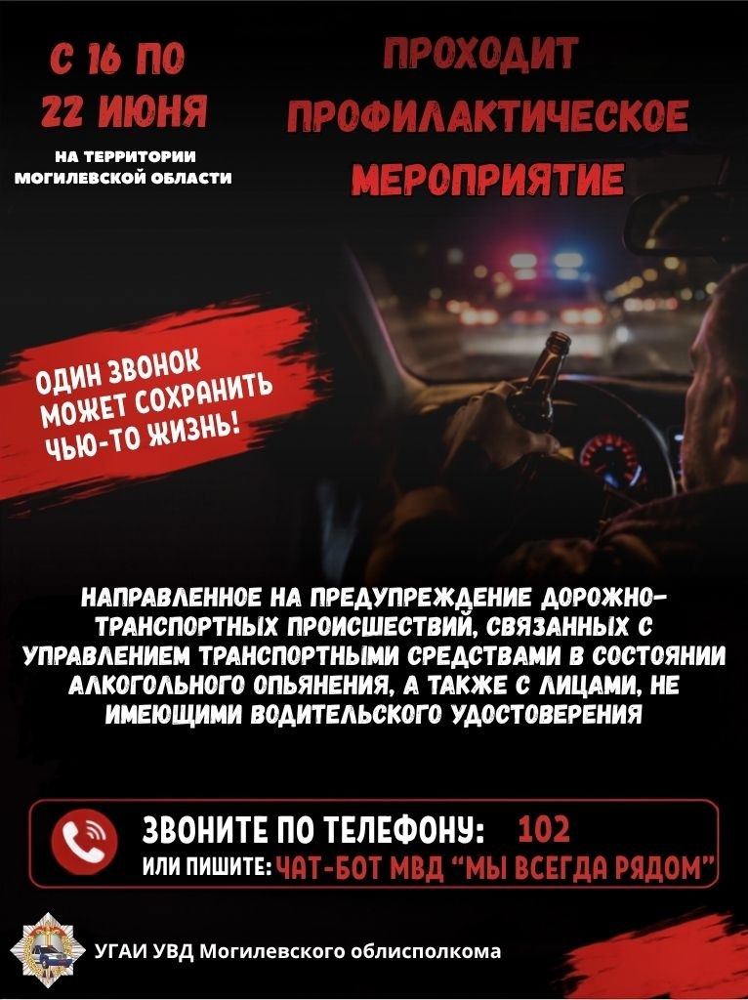 С 16 ПО
22 ИЮНЯ
НА ТЕРРИТОРИИ
МОГИЛЕВСКОЙ ОБЛАСТИ
ПРОХОДИТ
ПРОФИЛАКТИЧЕСКОЕ
МЕРОПРИЯТИЕ
ОДИН ЗВОНОК
МОЖЕТ СОХРАНИТЬ
ЧЬЮ-ТО ЖИЗНЬ!
НАПРАВЛЕННОЕ НА ПРЕДУПРЕЖДЕНИЕ ДОРОЖНО-
ТРАНСПОРТНЫХ ПРОИСШЕСТВИЙ, СВЯЗАННЫХ С
УПРАВЛЕНИЕМ ТРАНСПОРТНЫМИ СРЕДСТВАМИ В СОСТОЯНИИ
АЛКОГОЛЬНОГО ОПЬЯНЕНИЯ, А ТАКЖЕ С ЛИЦАМИ, НЕ
ИМЕЮЩИМИ ВОДИТЕЛЬСКОГО УДОСТОВЕРЕНИЯ
ЗВОНИТЕ ПО ТЕЛЕФОНУ: 102
ИЛИ ПИШИТЕ: ЧАТ-БОТ МВД “МЫ ВСЕГДА РЯДОМ”
УГАИ УВД Могилевского облисполкома